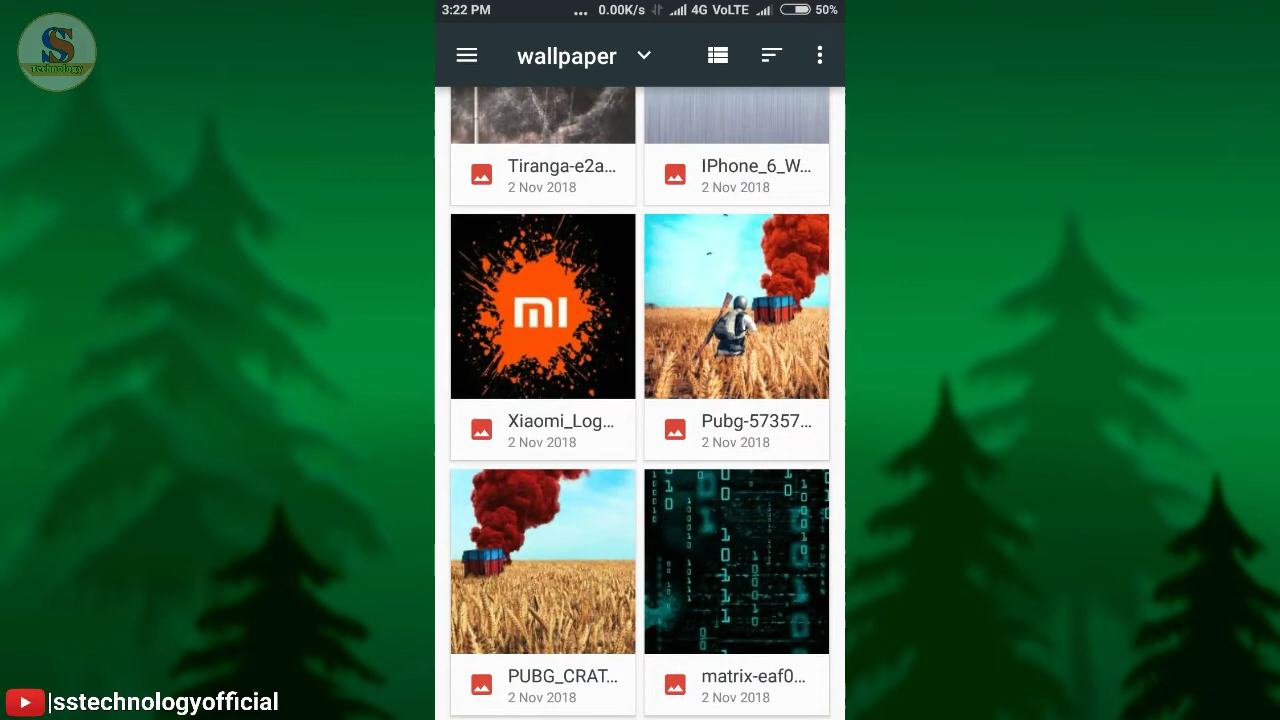 S
Technology
3:22 PM ... 0.00K/s 4G VoLTE 50%
wallpaper
Tiranga-e2a...
2 Nov 2018
IPhone_6_W...
2 Nov 2018
mi
Xiaomi_Log...
2 Nov 2018
Pubg-57357...
2 Nov 2018
PUBG_CRAT...
2 Nov 2018
matrix-eaf0...
2 Nov 2018
|sstechnologyofficial